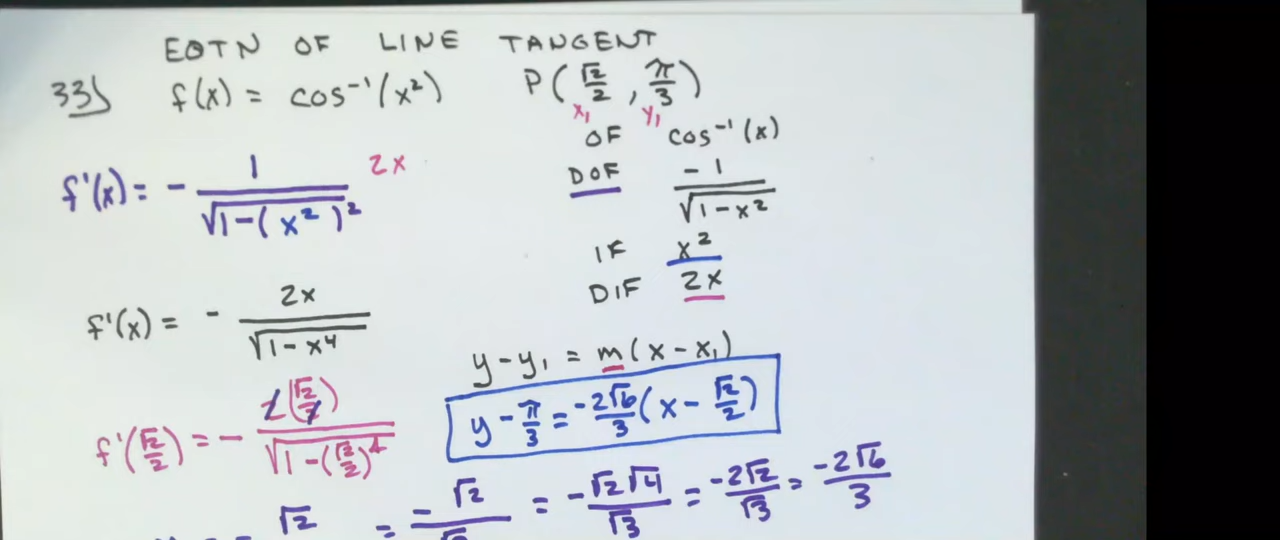 EQTN OF LINE TANGENT
33) f(x) = cos⁻¹(x²) P(√2/2, π/3)
x₁ y₁
OF cos⁻¹(x)
f'(x) = - 1/√(1-(x²)²) 2x
DOF -1/√(1-x²)
IF x²
DIF 2x
f'(x) = - 2x/√(1-x⁴)
y-y₁ = m(x-x₁)
y - π/3 = -2√6/3 (x - √2/2)
f'(√2/2) = - 2(√2/2)/√(1-(√2/2)⁴)
√2 = -√2 = -√2√4/√3 = -2√2/√3 = -2√6/3